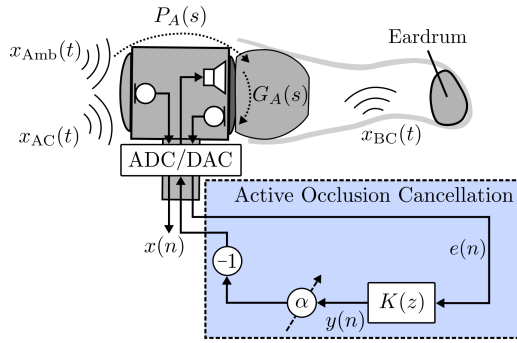 P_A(s)
x_Amb(t)
Eardrum
G_A(s)
x_AC(t)
x_BC(t)
ADC/DAC
Active Occlusion Cancellation
x(n)
e(n)
-1
α
K(z)
y(n)